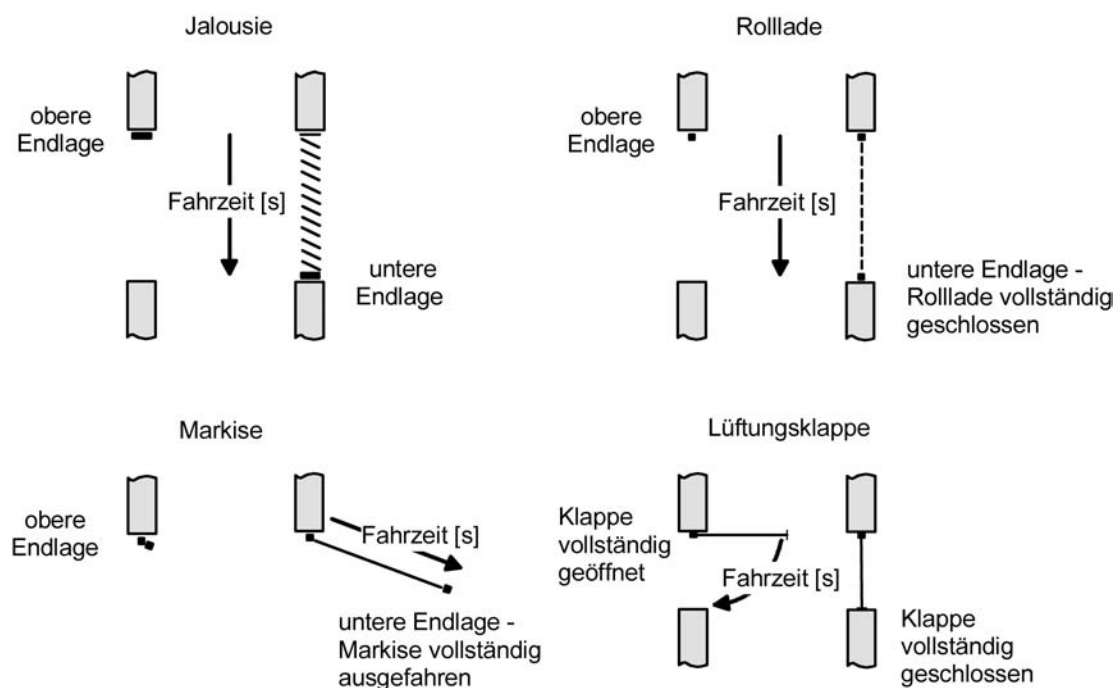 Jalousie
obere
Endlage
Fahrzeit [s]
untere
Endlage
Rolllade
obere
Endlage
Fahrzeit [s]
untere Endlage -
Rolllade vollständig
geschlossen
Markise
obere
Endlage
Fahrzeit [s]
untere Endlage -
Markise vollständig
ausgefahren
Lüftungsklappe
Klappe
vollständig
geöffnet
Fahrzeit [s]
Klappe
vollständig
geschlossen